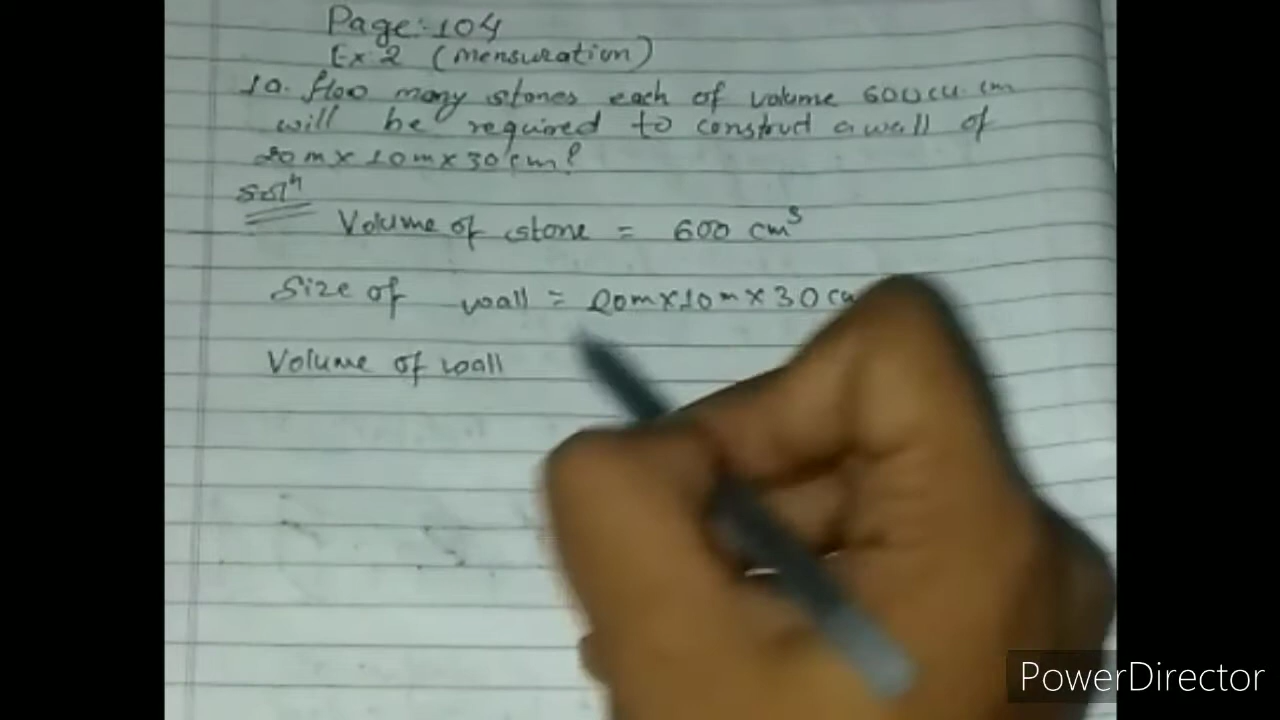 Page:-104
Ex 2 (mensuration)
10. How many stones each of volume 600 cu. cm
will be required to construct a wall of
20m x 10m x 30cm?
Solⁿ
Volume of stone = 600 cm³
Size of wall = 20m x 10m x 30
Volume of wall
PowerDirector